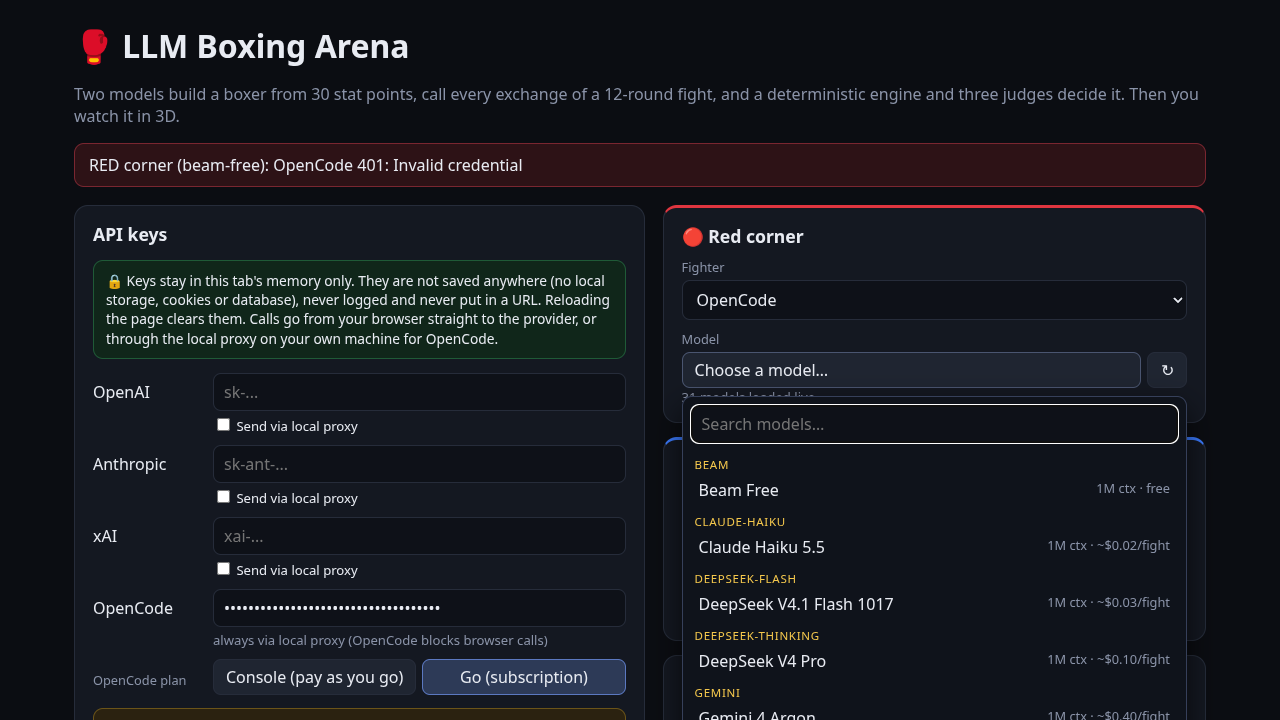 🥊 LLM Boxing Arena
Two models build a boxer from 30 stat points, call every exchange of a 12-round fight, and a deterministic engine and three judges decide it. Then you
watch it in 3D.
RED corner (beam-free): OpenCode 401: Invalid credential
API keys
🔒 Keys stay in this tab's memory only. They are not saved anywhere (no local
storage, cookies or database), never logged and never put in a URL. Reloading
the page clears them. Calls go from your browser straight to the provider, or
through the local proxy on your own machine for OpenCode.
OpenAI
sk-...
Send via local proxy
Anthropic
sk-ant-...
Send via local proxy
xAI
xai-...
Send via local proxy
OpenCode
••••••••••••••••••••••••••••••••••••
always via local proxy (OpenCode blocks browser calls)
OpenCode plan
Console (pay as you go)
Go (subscription)
🔴 Red corner
Fighter
OpenCode
Model
Choose a model...
↻
31 models loaded live
Search models...
BEAM
Beam Free 1M ctx · free
CLAUDE-HAIKU
Claude Haiku 5.5 1M ctx · ~$0.02/fight
DEEPSEEK-FLASH
DeepSeek V4.1 Flash 1017 1M ctx · ~$0.03/fight
DEEPSEEK-THINKING
DeepSeek V4 Pro 1M ctx · ~$0.10/fight
GEMINI
Gemini 4 Argon 1M ctx · ~$0.40/fight